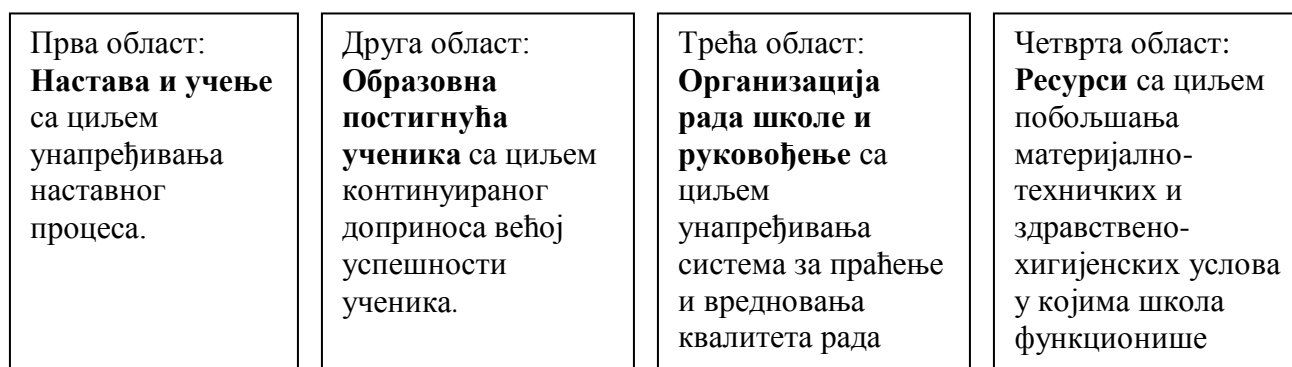 Прва област:
Настава и учење
са циљем
унапређивања
наставног
процеса.
Друга област:
Образовна
постигнућа
ученика са циљем
континуираног
доприноса већој
успешности
ученика.
Трећа област:
Организација
рада школе и
руковођење са
циљем
унапређивања
система за праћење
и вредновања
квалитета рада
Четврта област:
Ресурси са циљем
побољшања
материјално-
техничких и
здравствено-
хигијенских услова
у којима школа
функционише